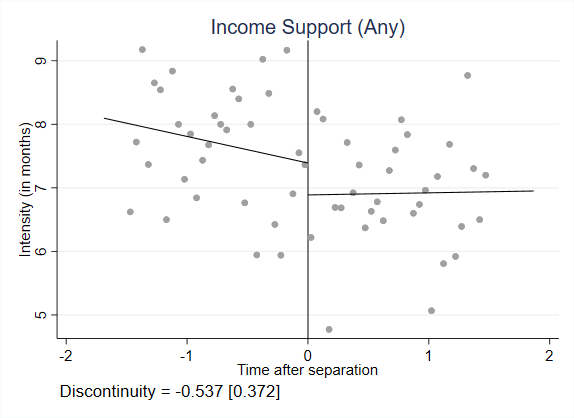 Income Support (Any)
Intensity (in months)
9
8
7
6
5
-2 -1 0 1 2
Time after separation
Discontinuity = -0.537 [0.372]